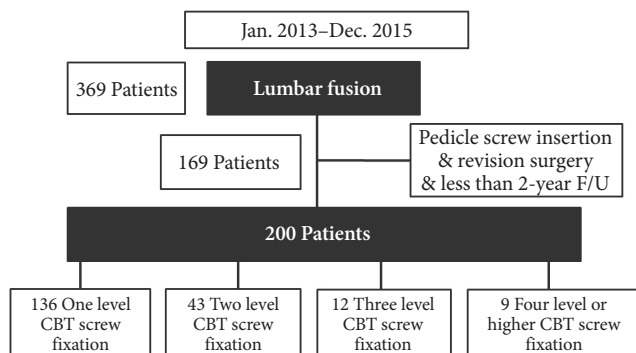 Jan. 2013–Dec. 2015
369 Patients
Lumbar fusion
169 Patients
Pedicle screw insertion
& revision surgery
& less than 2-year F/U
200 Patients
136 One level
CBT screw
fixation
43 Two level
CBT screw
fixation
12 Three level
CBT screw
fixation
9 Four level or
higher CBT screw
fixation